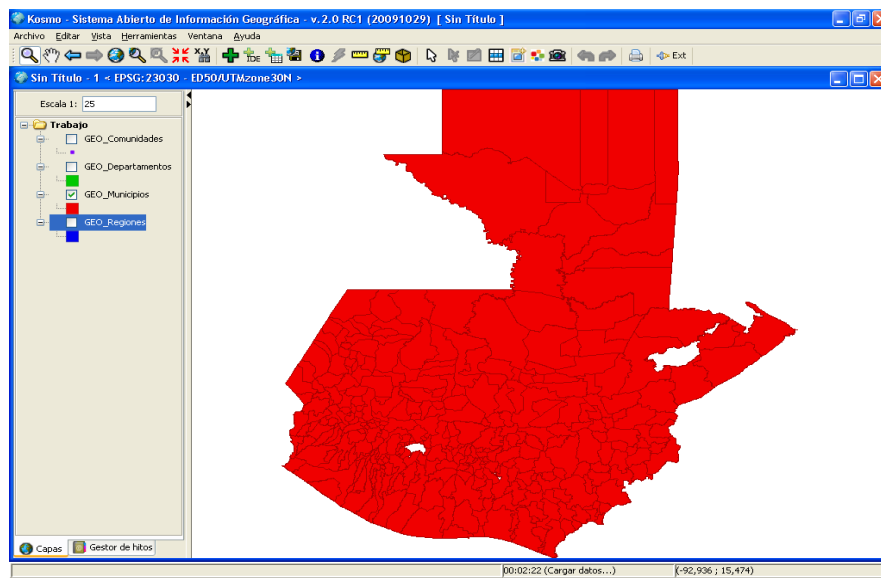 Kosmo - Sistema Abierto de Información Geográfica - v.2.0 RC1 (20091029) [ Sin Título ]
Archivo Editar Vista Herramientas Ventana Ayuda
X,Y TDE Ext
Sin Título - 1 < EPSG:23030 - ED50/UTMzone30N >
Escala 1: 25
Trabajo
GEO_Comunidades
GEO_Departamentos
GEO_Municipios
GEO_Regiones
Capas Gestor de hitos
00:02:22 (Cargar datos...) (-92,936 ; 15,474)